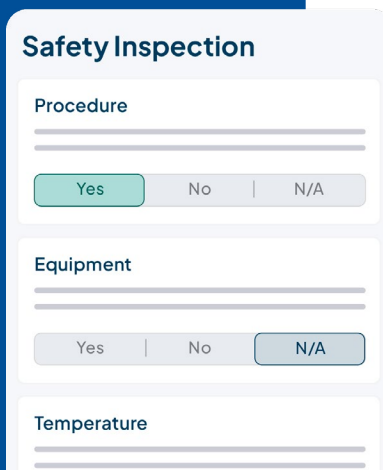 Safety Inspection
Procedure
Yes No N/A
Equipment
Yes No N/A
Temperature